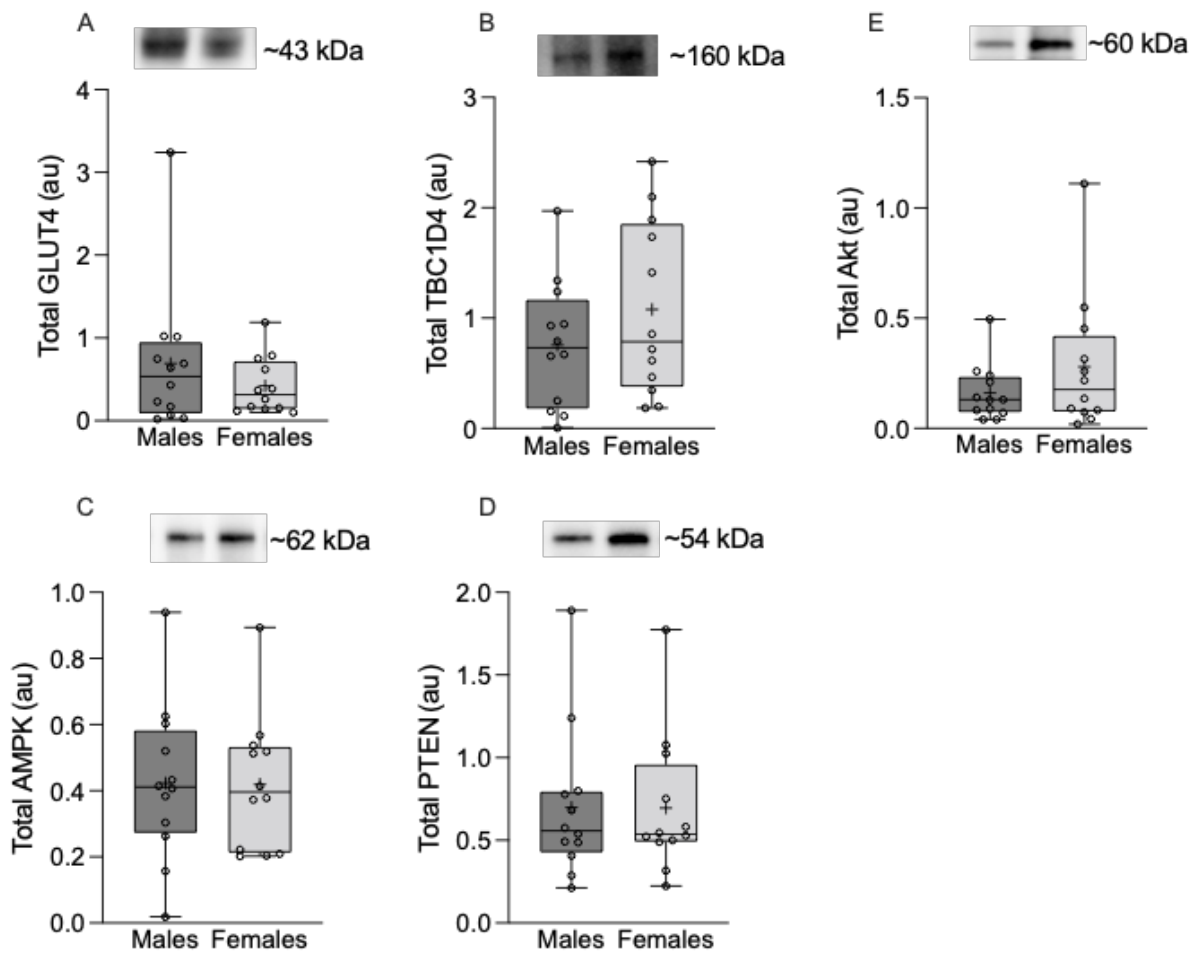 A
~43 kDa
Total GLUT4 (au)
4
3
2
1
0
Males Females
B
~160 kDa
Total TBC1D4 (au)
3
2
1
0
Males Females
E
~60 kDa
Total Akt (au)
1.5
1.0
0.5
0.0
Males Females
C
~62 kDa
Total AMPK (au)
1.0
0.8
0.6
0.4
0.2
0.0
Males Females
D
~54 kDa
Total PTEN (au)
2.0
1.5
1.0
0.5
0.0
Males Females